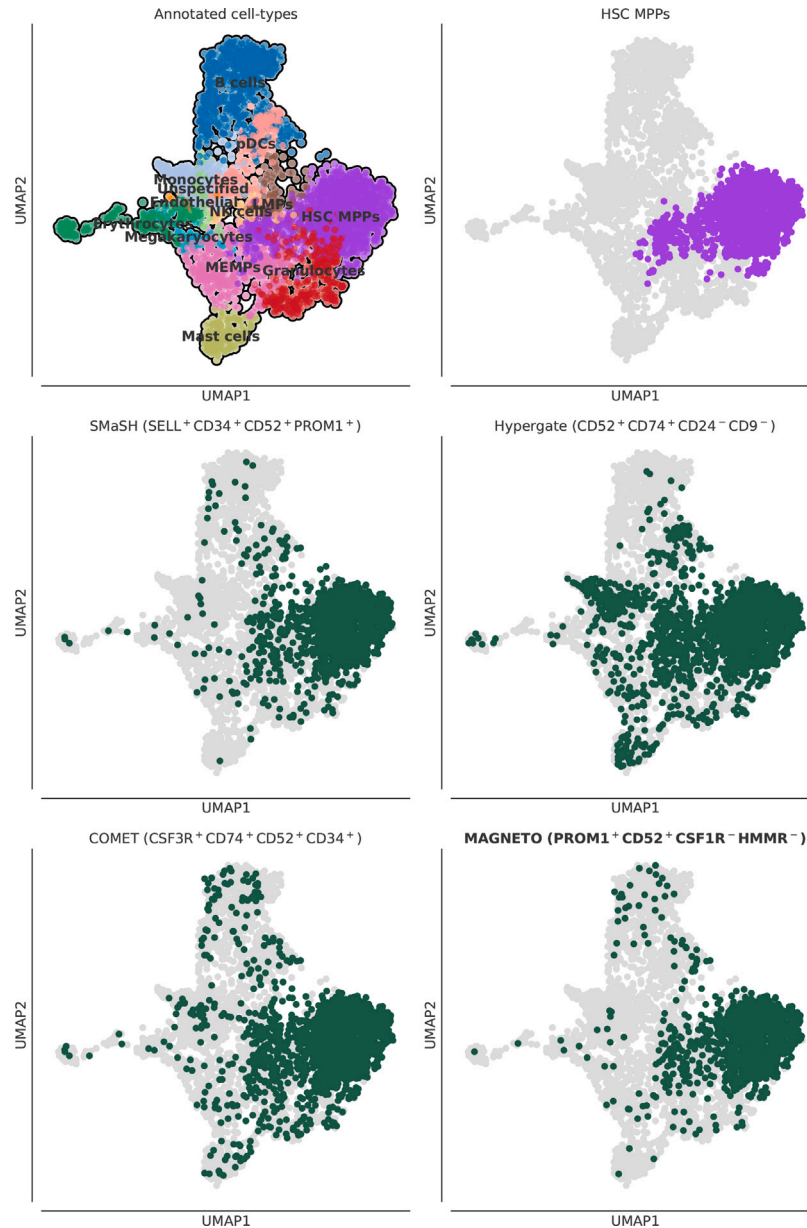 Annotated cell-types
HSC MPPs
B cells
pDCs
Monocytes
Unspecified
Endothelial
LMPs
NK cells
HSC MPPs
Erythrocytes
Megakaryocytes
MEMPs
Granulocytes
Mast cells
UMAP2
UMAP1
UMAP2
UMAP1
SMaSH (SELL⁺CD34⁺CD52⁺PROM1⁺)
Hypergate (CD52⁺CD74⁺CD24⁻CD9⁻)
UMAP2
UMAP1
UMAP2
UMAP1
COMET (CSF3R⁺CD74⁺CD52⁺CD34⁺)
MAGNETO (PROM1⁺CD52⁺CSF1R⁻HMMR⁻)
UMAP2
UMAP1
UMAP2
UMAP1